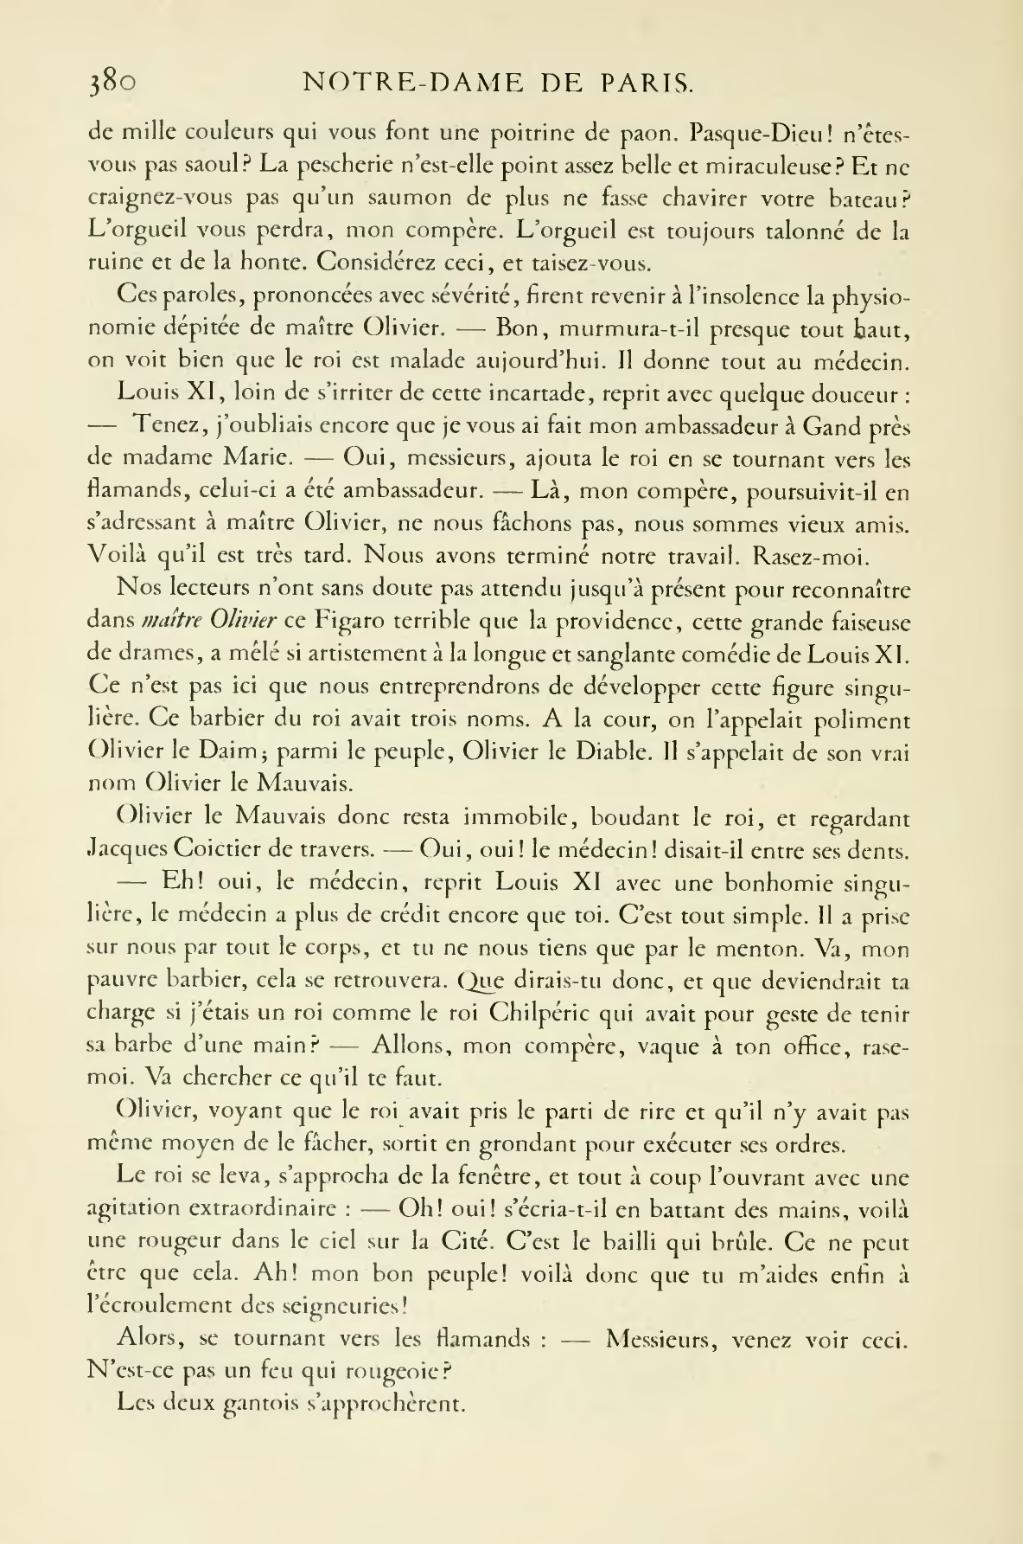 380 NOTRE-DAME DE PARIS.
de mille couleurs qui vous font une poitrine de paon. Pasque-Dieu! n'êtes-
vous pas saoul? La pescherie n'est-elle point assez belle et miraculeuse? Et ne
craignez-vous pas qu'un saumon de plus ne fasse chavirer votre bateau?
L'orgueil vous perdra, mon compère. L'orgueil est toujours talonné de la
ruine et de la honte. Considérez ceci, et taisez-vous.
Ces paroles, prononcées avec sévérité, firent revenir à l'insolence la physio-
nomie dépitée de maître Olivier. — Bon, murmura-t-il presque tout haut,
on voit bien que le roi est malade aujourd'hui. Il donne tout au médecin.
Louis XI, loin de s'irriter de cette incartade, reprit avec quelque douceur :
— Tenez, j'oubliais encore que je vous ai fait mon ambassadeur à Gand près
de madame Marie. — Oui, messieurs, ajouta le roi en se tournant vers les
flamands, celui-ci a été ambassadeur. — Là, mon compère, poursuivit-il en
s'adressant à maître Olivier, ne nous fâchons pas, nous sommes vieux amis.
Voilà qu'il est très tard. Nous avons terminé notre travail. Rasez-moi.
Nos lecteurs n'ont sans doute pas attendu jusqu'à présent pour reconnaître
dans maître Olivier ce Figaro terrible que la providence, cette grande faiseuse
de drames, a mêlé si artistement à la longue et sanglante comédie de Louis XI.
Ce n'est pas ici que nous entreprendrons de développer cette figure singu-
lière. Ce barbier du roi avait trois noms. A la cour, on l'appelait poliment
Olivier le Daim; parmi le peuple, Olivier le Diable. Il s'appelait de son vrai
nom Olivier le Mauvais.
Olivier le Mauvais donc resta immobile, boudant le roi, et regardant
Jacques Coictier de travers. — Oui, oui! le médecin! disait-il entre ses dents.
— Eh! oui, le médecin, reprit Louis XI avec une bonhomie singu-
lière, le médecin a plus de crédit encore que toi. C'est tout simple. Il a prise
sur nous par tout le corps, et tu ne nous tiens que par le menton. Va, mon
pauvre barbier, cela se retrouvera. Que dirais-tu donc, et que deviendrait ta
charge si j'étais un roi comme le roi Chilpéric qui avait pour geste de tenir
sa barbe d'une main? — Allons, mon compère, vaque à ton office, rase-
moi. Va chercher ce qu'il te faut.
Olivier, voyant que le roi avait pris le parti de rire et qu'il n'y avait pas
même moyen de le fâcher, sortit en grondant pour exécuter ses ordres.
Le roi se leva, s'approcha de la fenêtre, et tout à coup l'ouvrant avec une
agitation extraordinaire : — Oh! oui! s'écria-t-il en battant des mains, voilà
une rougeur dans le ciel sur la Cité. C'est le bailli qui brûle. Ce ne peut
être que cela. Ah! mon bon peuple! voilà donc que tu m'aides enfin à
l'écroulement des seigneuries!
Alors, se tournant vers les flamands : — Messieurs, venez voir ceci.
N'est-ce pas un feu qui rougeoie?
Les deux gantois s'approchèrent.